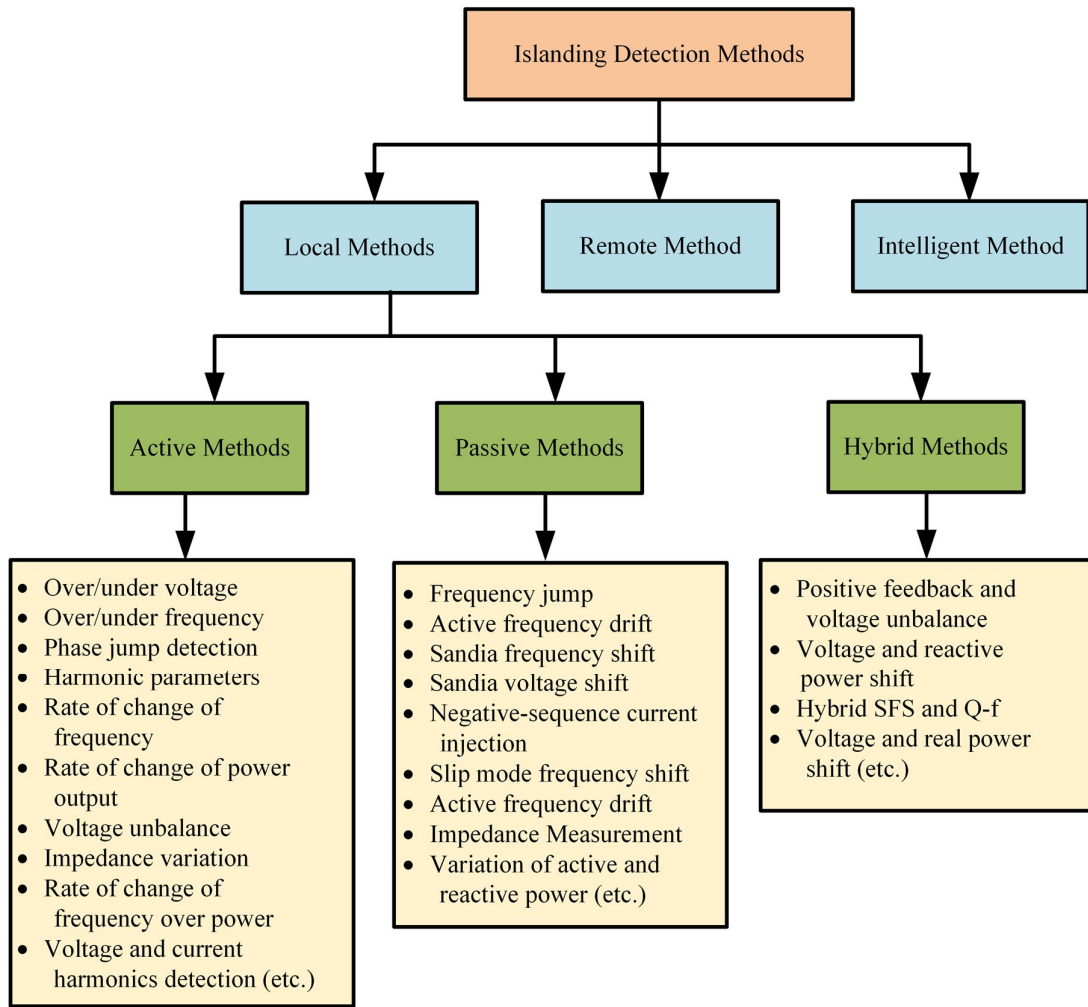 Islanding Detection Methods
Local Methods
Remote Method
Intelligent Method
Active Methods
Passive Methods
Hybrid Methods
• Over/under voltage
• Over/under frequency
• Phase jump detection
• Harmonic parameters
• Rate of change of
frequency
• Rate of change of power
output
• Voltage unbalance
• Impedance variation
• Rate of change of
frequency over power
• Voltage and current
harmonics detection (etc.)
• Frequency jump
• Active frequency drift
• Sandia frequency shift
• Sandia voltage shift
• Negative-sequence current
injection
• Slip mode frequency shift
• Active frequency drift
• Impedance Measurement
• Variation of active and
reactive power (etc.)
• Positive feedback and
voltage unbalance
• Voltage and reactive
power shift
• Hybrid SFS and Q-f
• Voltage and real power
shift (etc.)